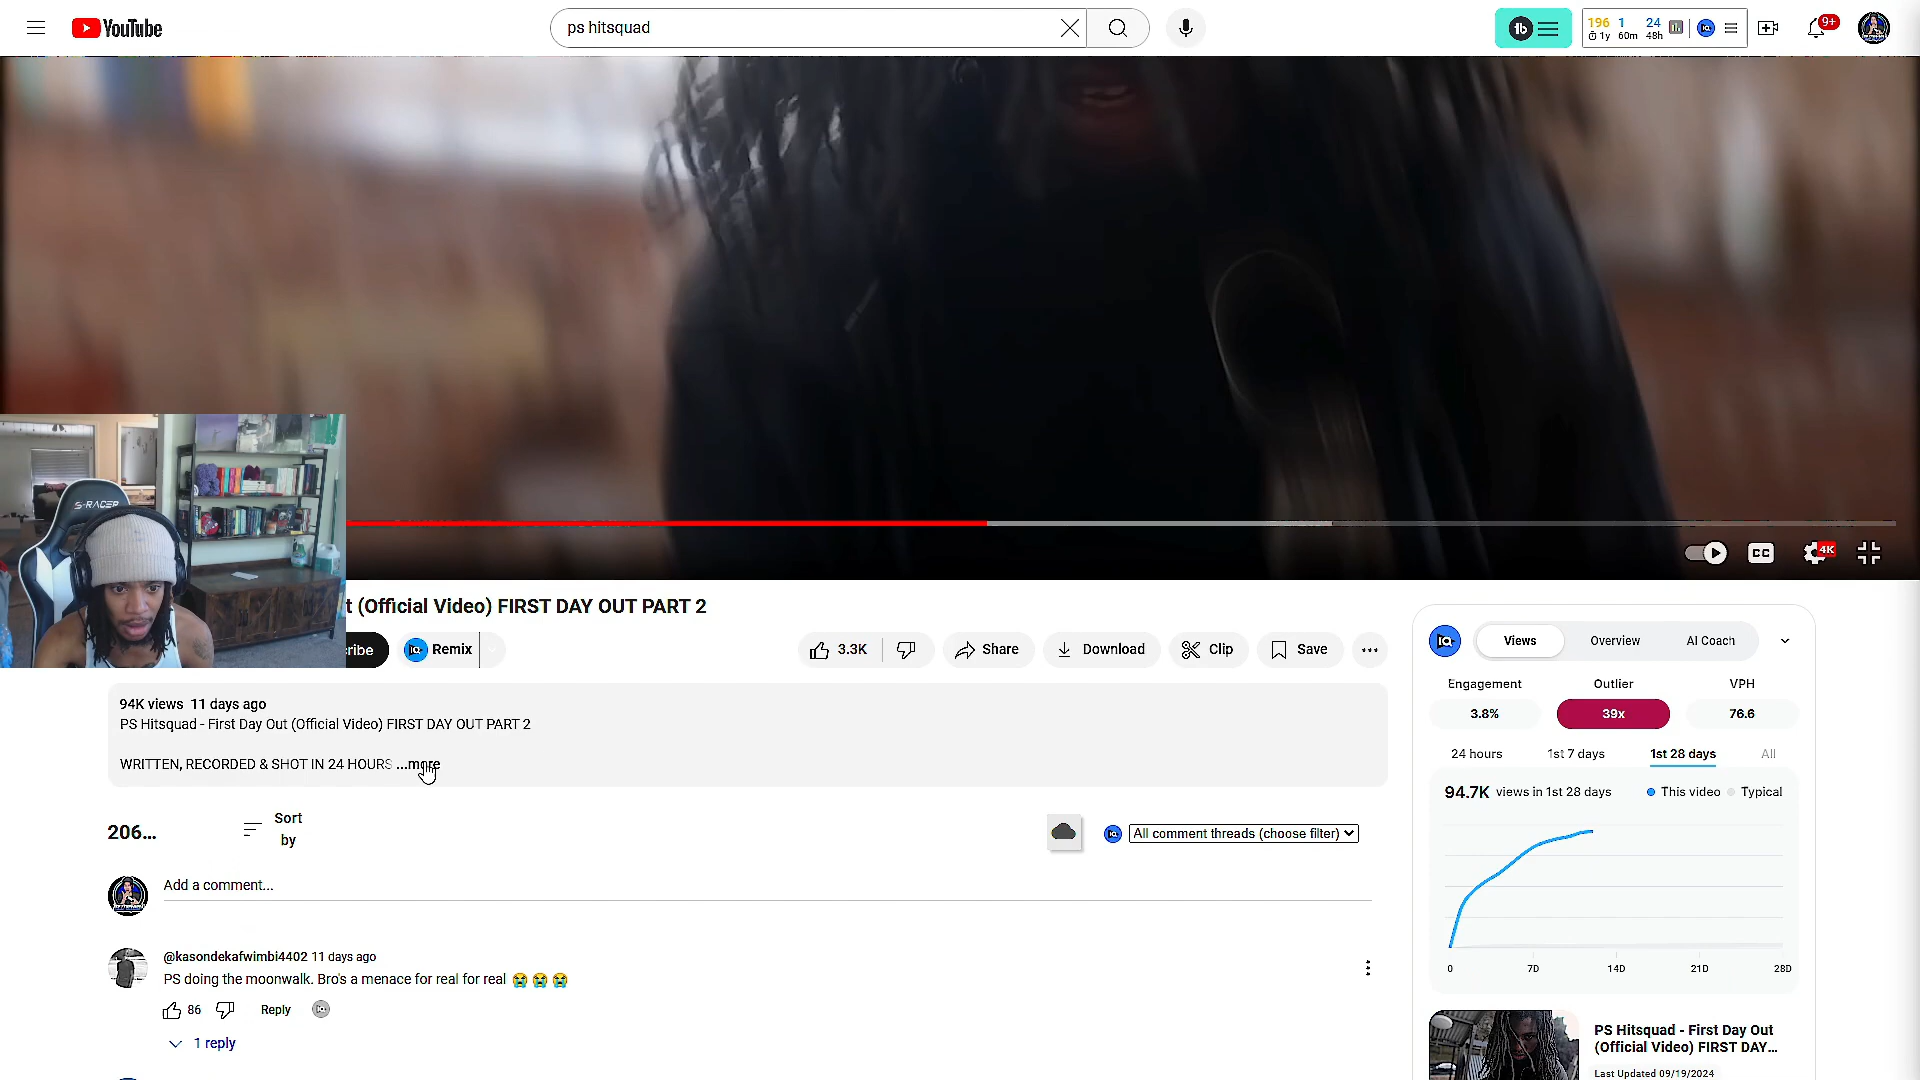 YouTube
ps hitsquad
1b
196 1 24
1y 60m 48h
9+
4K
CC
S-RACER
t (Official Video) FIRST DAY OUT PART 2
ribe
Remix
3.3K
Share
Download
Clip
Save
94K views 11 days ago
PS Hitsquad - First Day Out (Official Video) FIRST DAY OUT PART 2
WRITTEN, RECORDED & SHOT IN 24 HOURS ...more
206...
Sort
by
All comment threads (choose filter)
Add a comment...
@kasondekafwimbi4402 11 days ago
PS doing the moonwalk. Bro's a menace for real for real 😭 😭 😭
86
Reply
1 reply
Views
Overview
AI Coach
Engagement
Outlier
VPH
3.8%
39x
76.6
24 hours
1st 7 days
1st 28 days
All
94.7K views in 1st 28 days
This video
Typical
0
7D
14D
21D
28D
PS Hitsquad - First Day Out
(Official Video) FIRST DAY...
Last Updated 09/19/2024